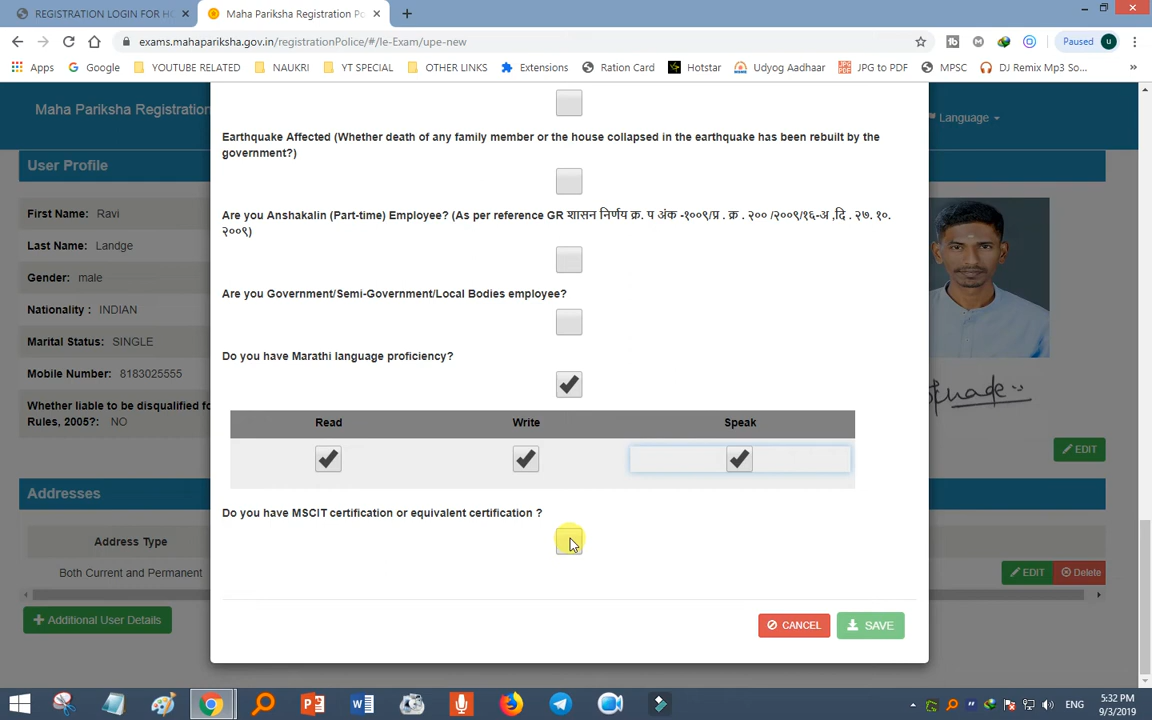 REGISTRATION LOGIN FOR HO
Maha Pariksha Registration Po
exams.mahapariksha.gov.in/registrationPolice/#/le-Exam/upe-new
Paused
u
Apps
Google
YOUTUBE RELATED
NAUKRI
YT SPECIAL
OTHER LINKS
Extensions
Ration Card
Hotstar
Udyog Aadhaar
JPG to PDF
MPSC
DJ Remix Mp3 So...
Maha Pariksha Registration
Language
User Profile
First Name: Ravi
Last Name: Landge
Gender: male
Nationality : INDIAN
Marital Status: SINGLE
Mobile Number: 8183025555
Whether liable to be disqualified fo
Rules, 2005?: NO
EDIT
Addresses
Address Type
Both Current and Permanent
EDIT
Delete
Additional User Details
Earthquake Affected (Whether death of any family member or the house collapsed in the earthquake has been rebuilt by the
government?)
Are you Anshakalin (Part-time) Employee? (As per reference GR शासन निर्णय क्र. प अंक -१००९/प्र . क्र . २०० /२००९/१६-अ ,दि . २७. १०.
२००९)
Are you Government/Semi-Government/Local Bodies employee?
Do you have Marathi language proficiency?
Read Write Speak
Do you have MSCIT certification or equivalent certification ?
CANCEL
SAVE
ENG
5:32 PM
9/3/2019